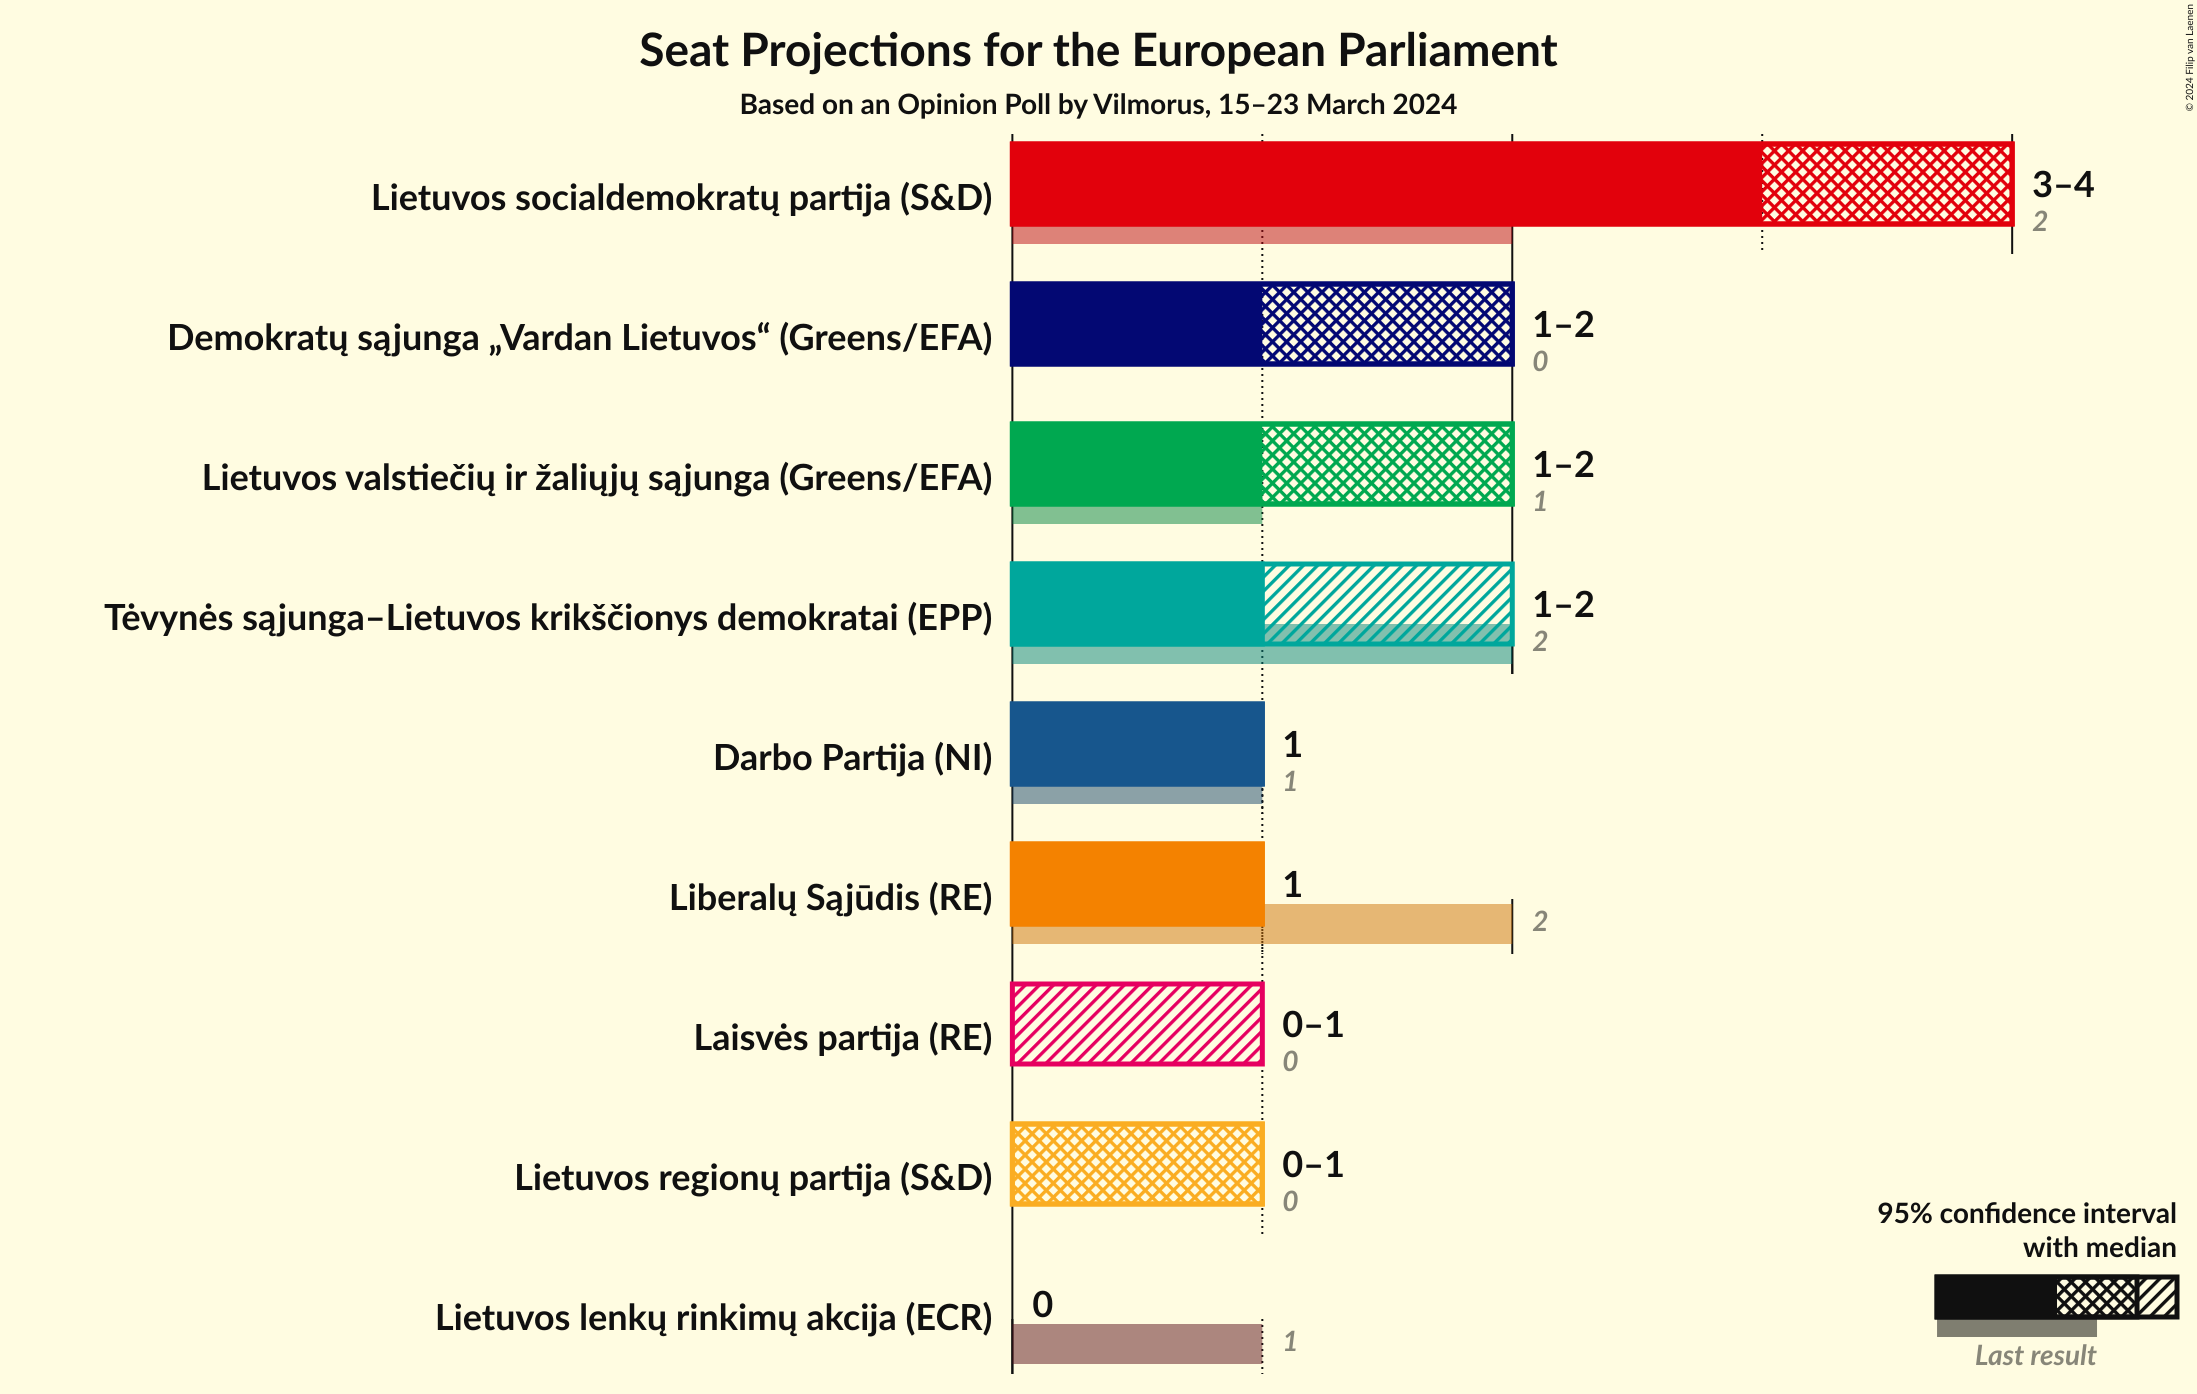 Seat Projections for the European Parliament
Based on an Opinion Poll by Vilmorus, 15–23 March 2024
© 2024 Filip van Laenen
Lietuvos socialdemokratų partija (S&D)
3–4
2
Demokratų sąjunga „Vardan Lietuvos“ (Greens/EFA)
1–2
0
Lietuvos valstiečių ir žaliųjų sąjunga (Greens/EFA)
1–2
1
Tėvynės sąjunga–Lietuvos krikščionys demokratai (EPP)
1–2
2
Darbo Partija (NI)
1
1
Liberalų Sąjūdis (RE)
1
2
Laisvės partija (RE)
0–1
0
Lietuvos regionų partija (S&D)
0–1
0
Lietuvos lenkų rinkimų akcija (ECR)
0
1
95% confidence interval
with median
Last result